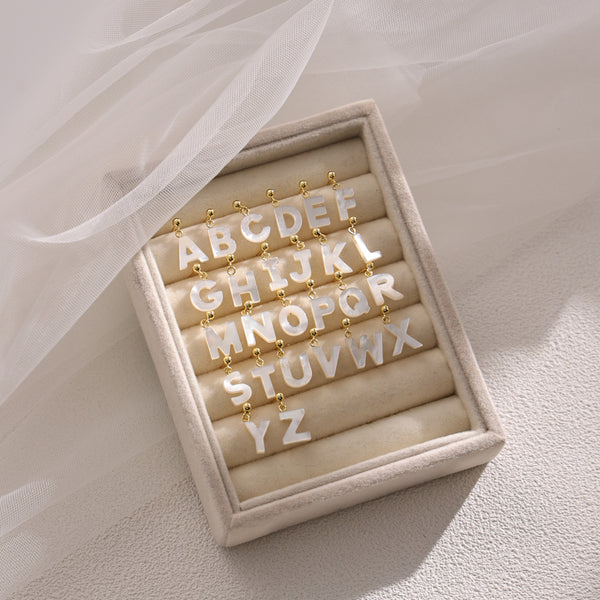 ABCDEF
GHIJKL
MNOPQR
STUVWX
YZ